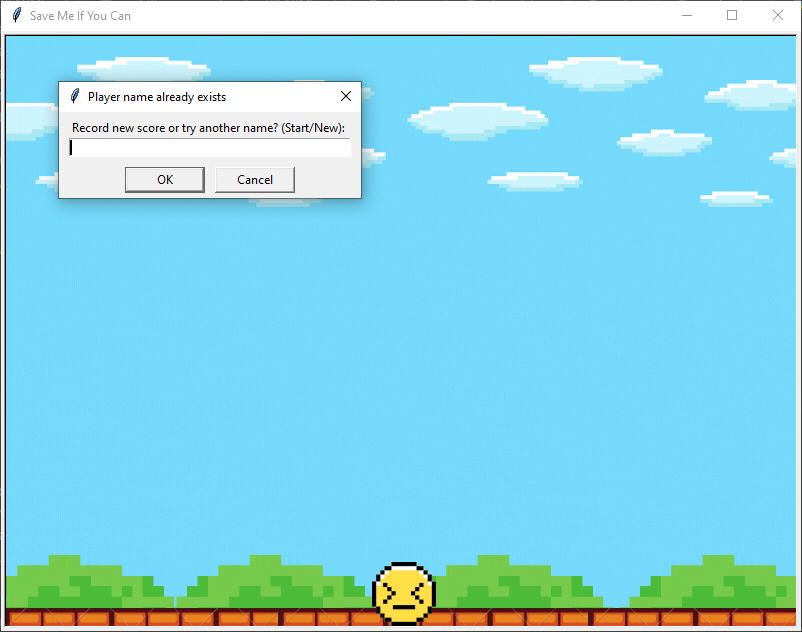 Save Me If You Can
Player name already exists
Record new score or try another name? (Start/New):
OK
Cancel